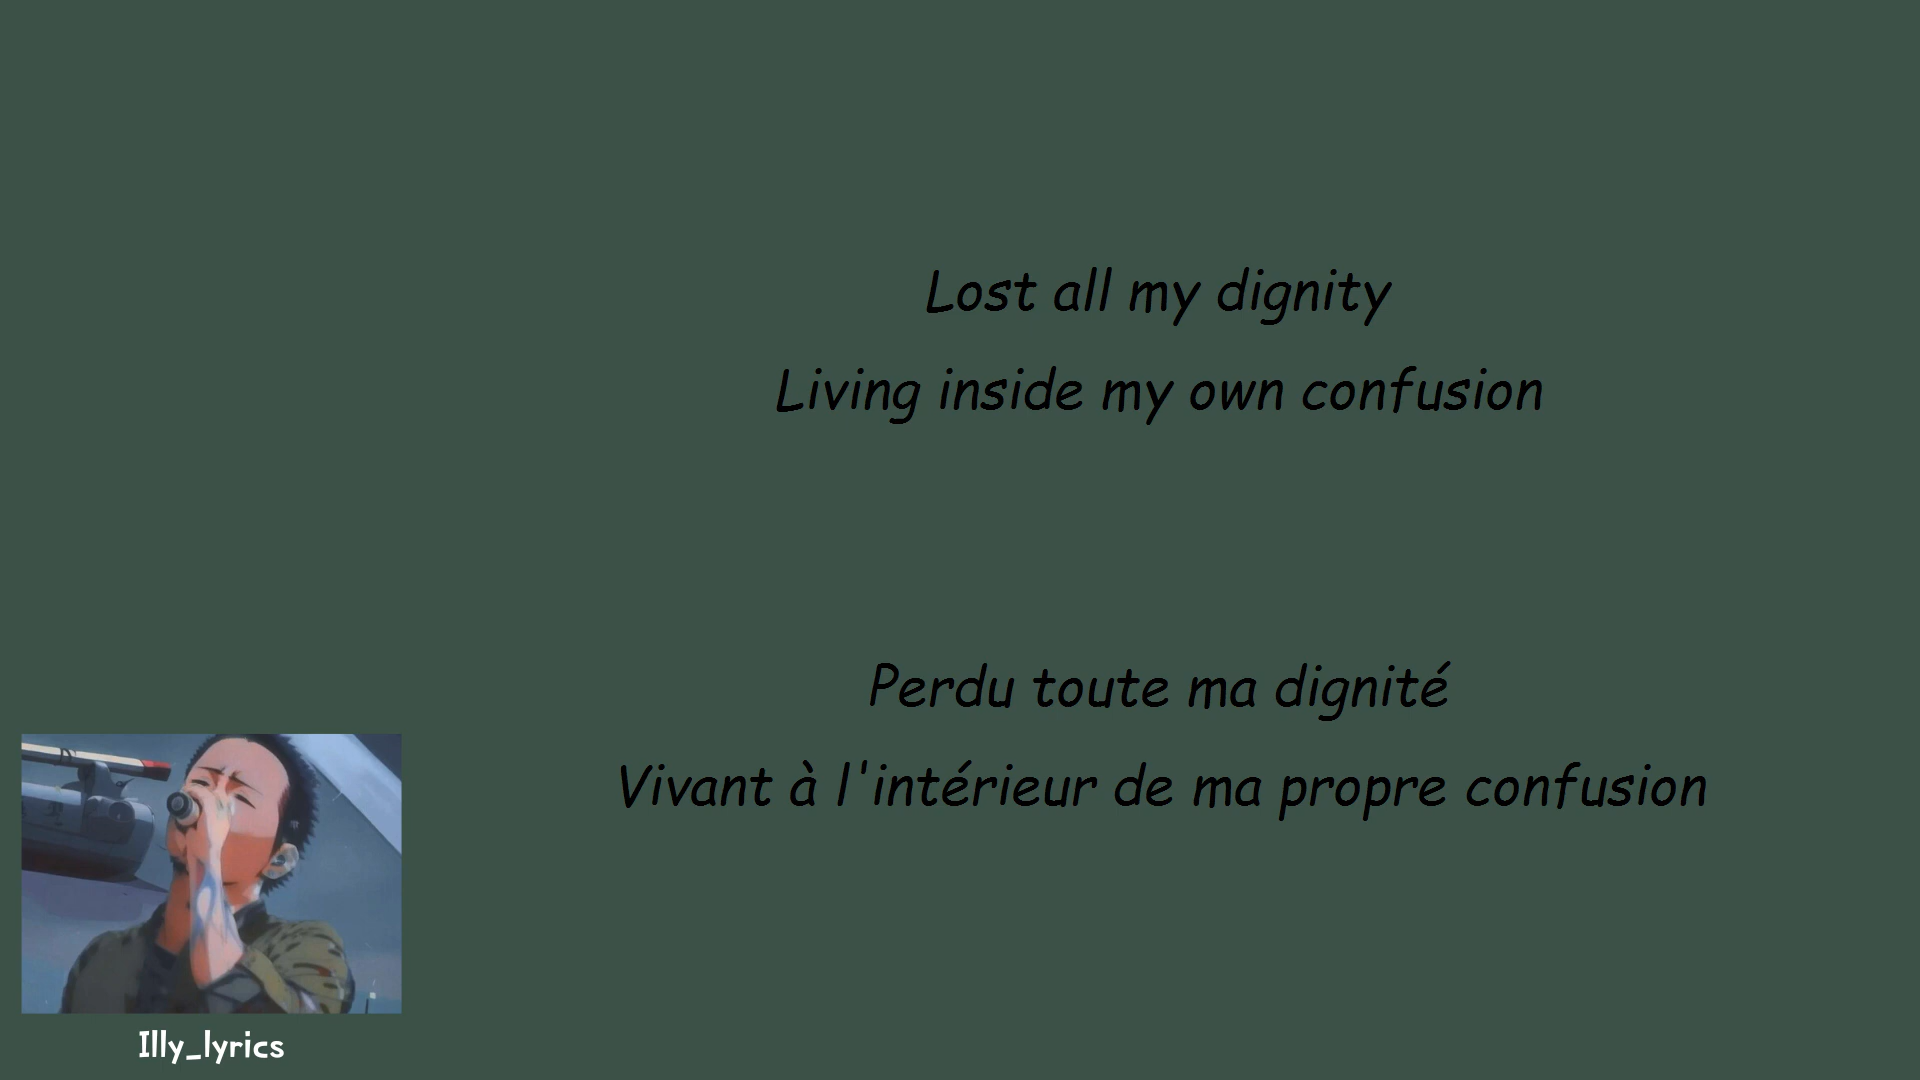 Lost all my dignity
Living inside my own confusion
Perdu toute ma dignité
Vivant à l'intérieur de ma propre confusion
Illy_lyrics